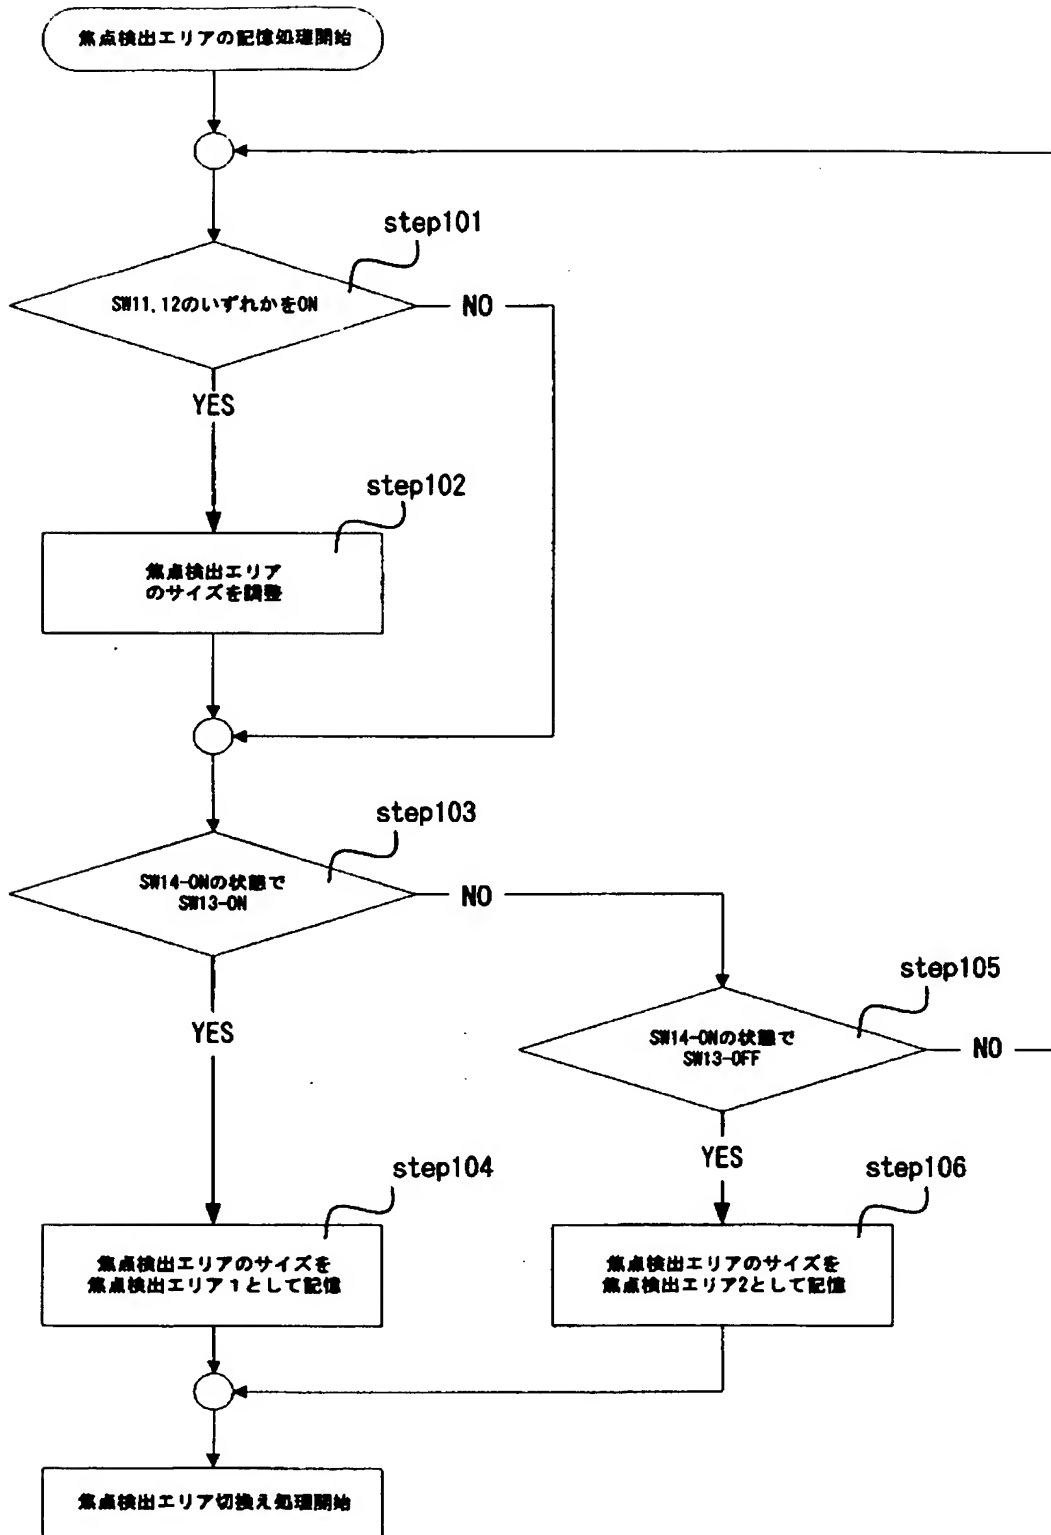 焦点検出エリアの記憶処理開始
step101
SW11,12のいずれかをON
NO
YES
step102
焦点検出エリア
のサイズを調整
step103
SW14-ONの状態で
SW13-ON
NO
step105
YES
SW14-ONの状態で
SW13-OFF
NO
YES
step104
step106
焦点検出エリアのサイズを
焦点検出エリア1として記憶
焦点検出エリアのサイズを
焦点検出エリア2として記憶
焦点検出エリア切換え処理開始